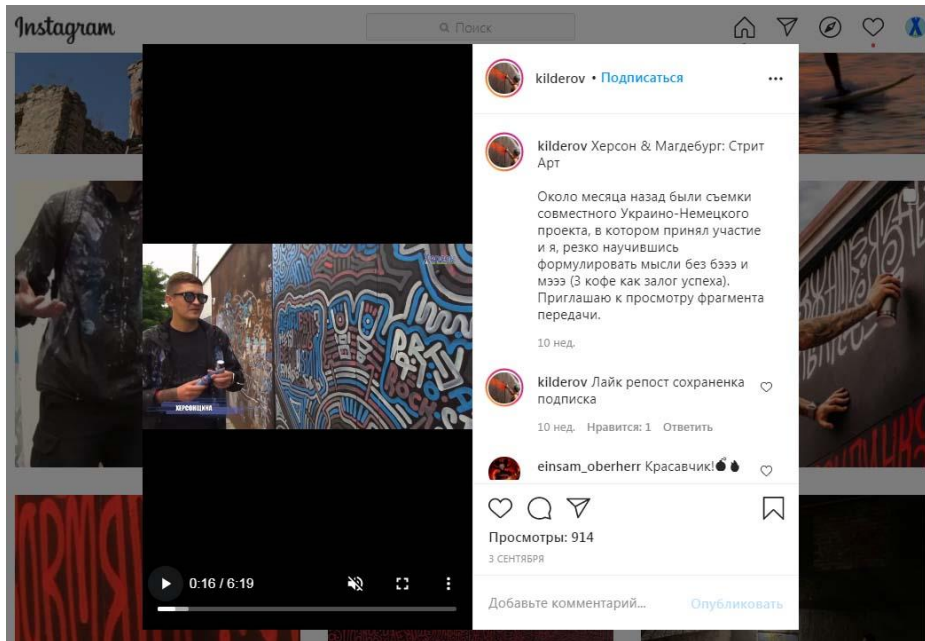 Instagram
Поиск
kilderov • Подписаться
kilderov Херсон & Магдебург: Стрит
Арт
Около месяца назад были съемки
совместного Украино-Немецкого
проекта, в котором принял участие
и я, резко научившись
формулировать мысли без бэээ и
мэээ (3 кофе как залог успеха).
Приглашаю к просмотру фрагмента
передачи.
10 нед.
kilderov Лайк репост сохраненка
подписка
10 нед. Нравится: 1 Ответить
einsam_oberherr Красавчик!
ХЕРСОНЩИНА
PARTY
ROCK
0:16 / 6:19
Просмотры: 914
3 СЕНТЯБРЯ
Добавьте комментарий...
Опубликовать